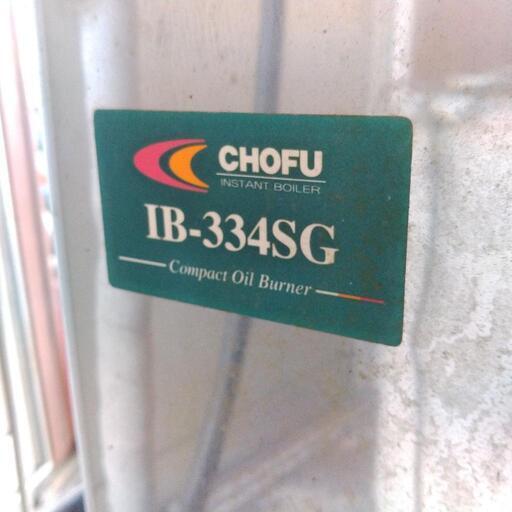 CHOFU
INSTANT BOILER
IB-334SG
Compact Oil Burner